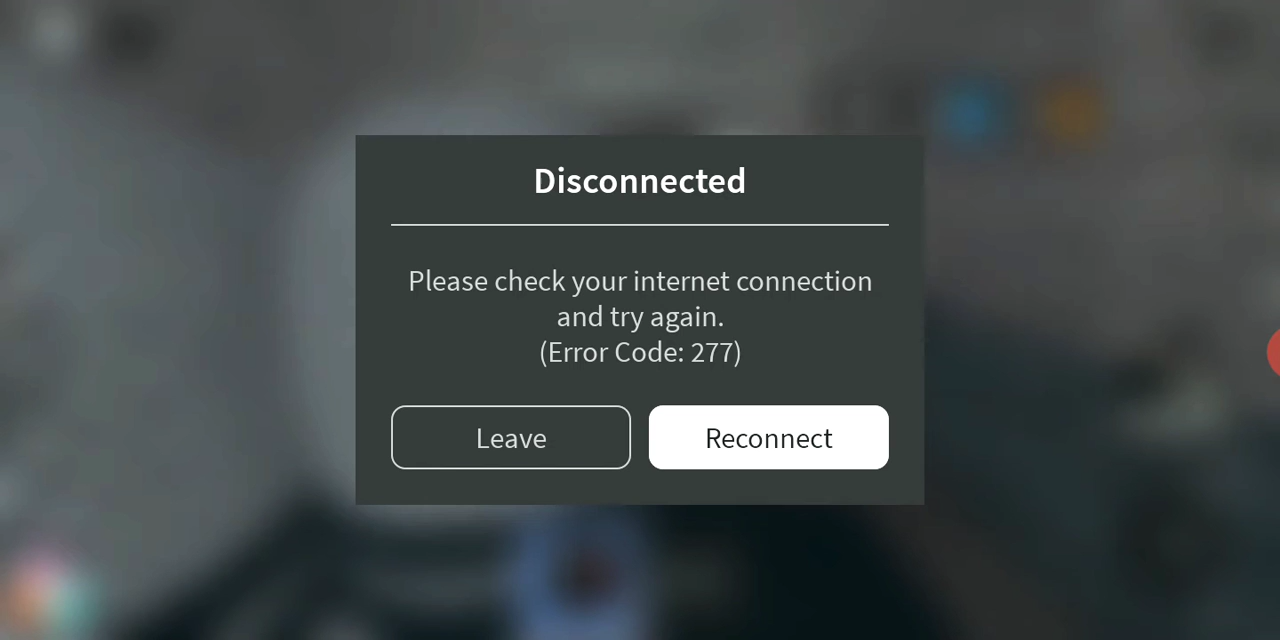 Disconnected
Please check your internet connection
and try again.
(Error Code: 277)
Leave
Reconnect